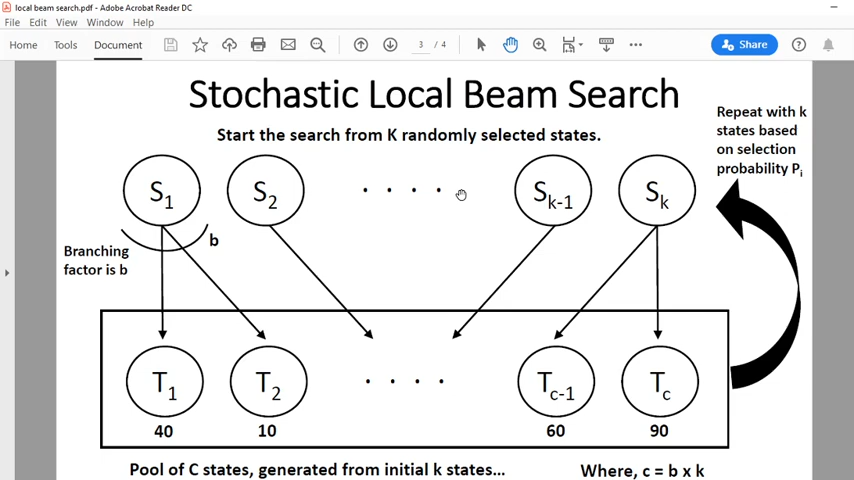 local beam search.pdf - Adobe Acrobat Reader DC
File Edit View Window Help
Home Tools Document 3 / 4 Share
Stochastic Local Beam Search
Start the search from K randomly selected states.
Repeat with k
states based
on selection
probability Pi
S1 S2 . . . . Sk-1 Sk
b
Branching
factor is b
T1 T2 . . . . Tc-1 Tc
40 10 60 90
Pool of C states, generated from initial k states... Where, c = b x k